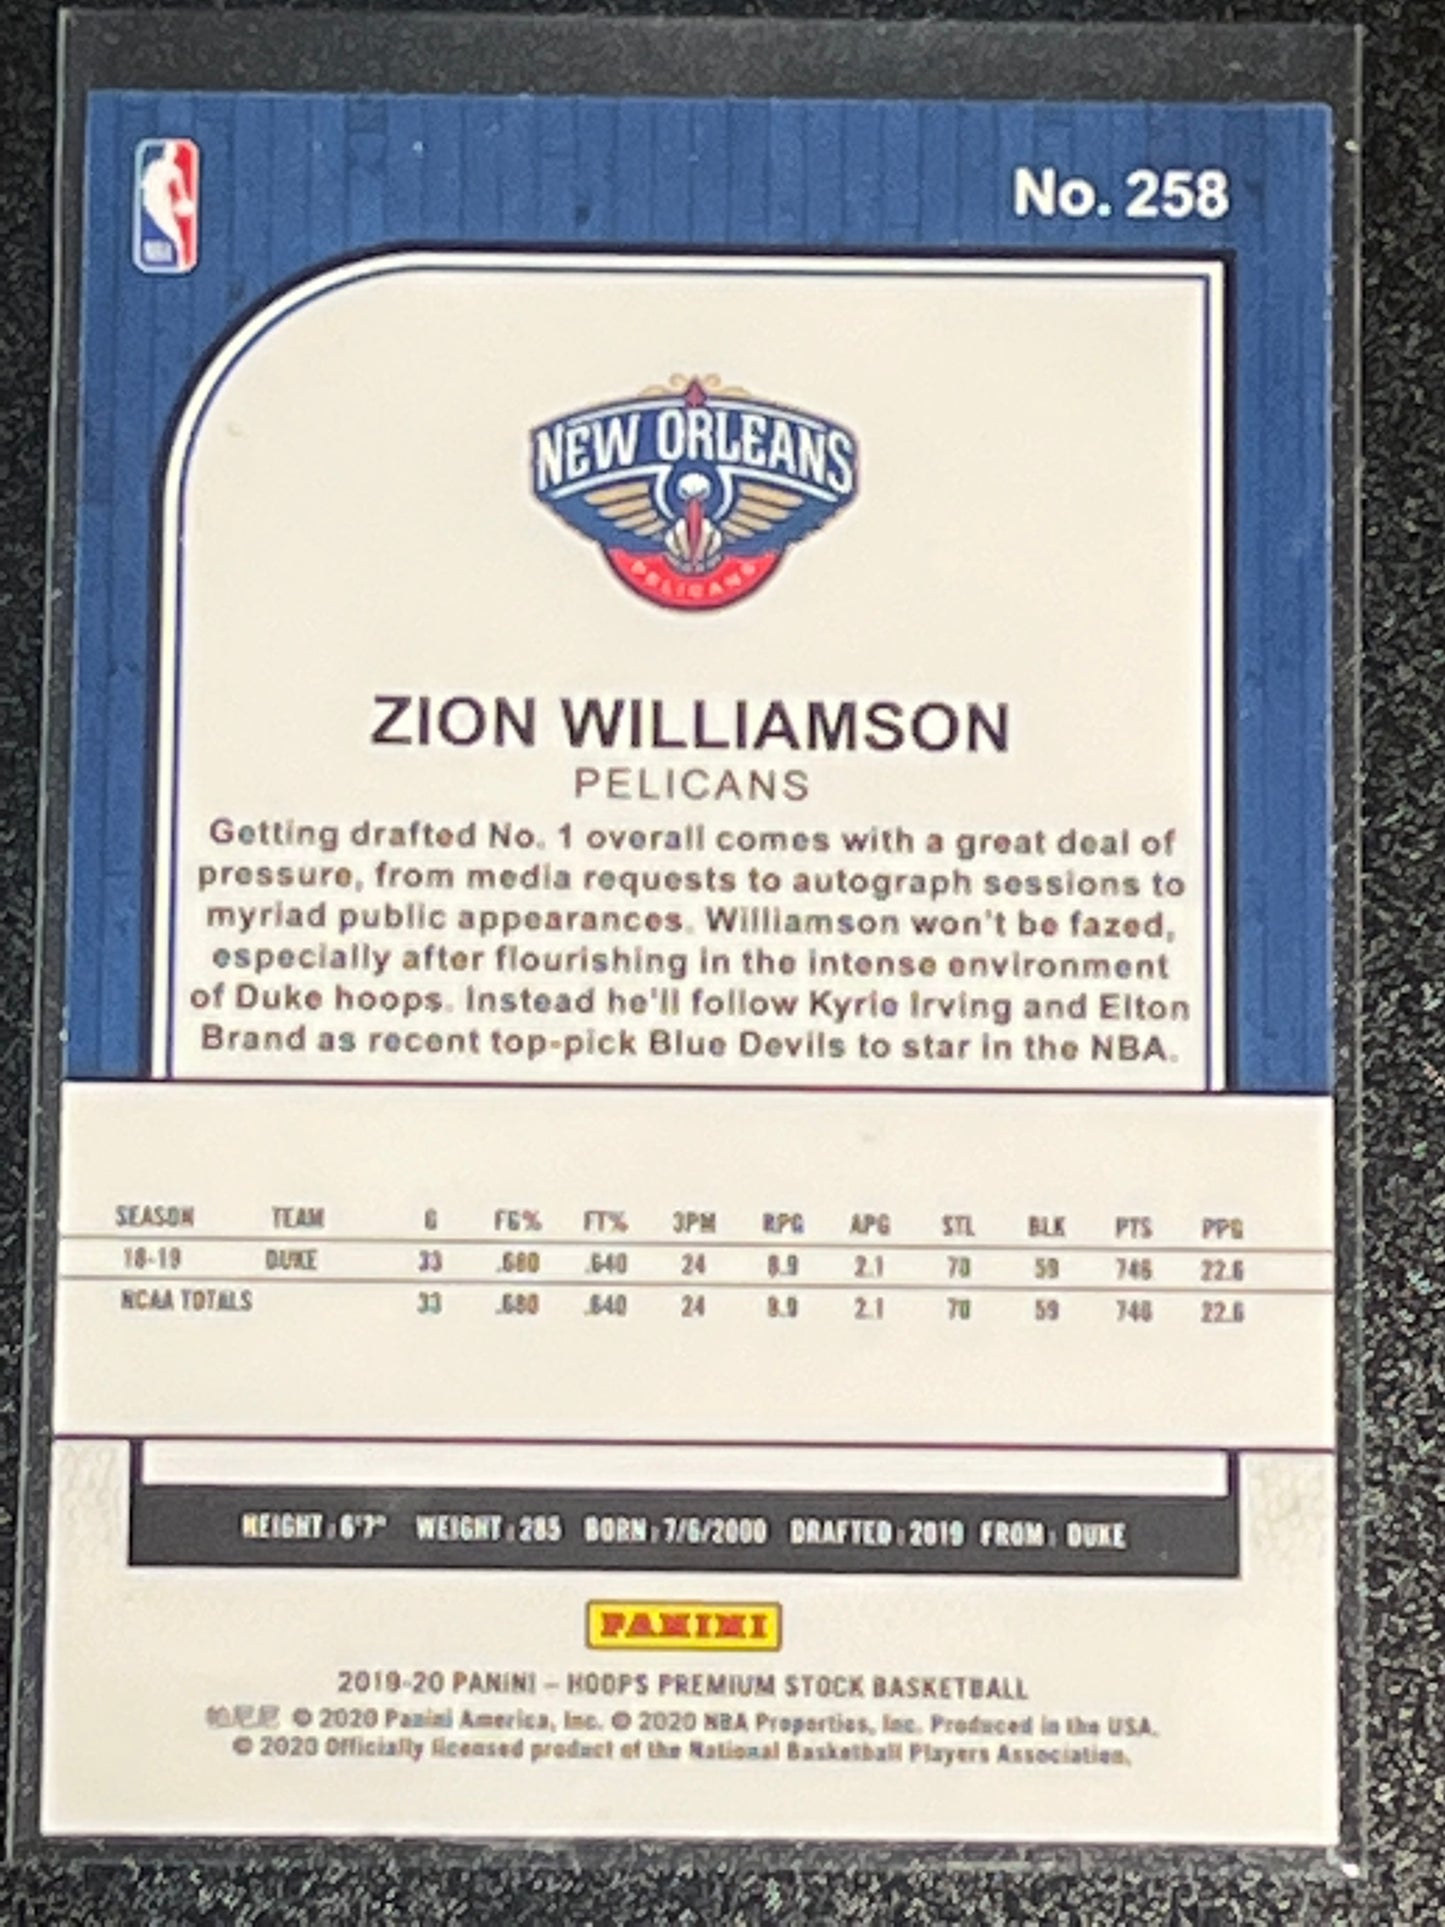 No. 258
NBA
NEW ORLEANS
PELICANS
ZION WILLIAMSON
PELICANS
Getting drafted No. 1 overall comes with a great deal of
pressure, from media requests to autograph sessions to
myriad public appearances. Williamson won't be fazed,
especially after flourishing in the intense environment
of Duke hoops. Instead he'll follow Kyrie Irving and Elton
Brand as recent top-pick Blue Devils to star in the NBA.
SEASON TEAM G FG% FT% 3PM RPG APG STL BLK PTS PPG
18-19 DUKE 33 .680 .640 24 8.9 2.1 70 59 746 22.6
NCAA TOTALS 33 .680 .640 24 8.9 2.1 70 59 746 22.6
HEIGHT: 6'7" WEIGHT: 285 BORN: 7/6/2000 DRAFTED: 2019 FROM: DUKE
PANINI
2019-20 PANINI – HOOPS PREMIUM STOCK BASKETBALL
帕尼尼 © 2020 Panini America, Inc. © 2020 NBA Properties, Inc. Produced in the USA.
© 2020 Officially licensed product of the National Basketball Players Association.